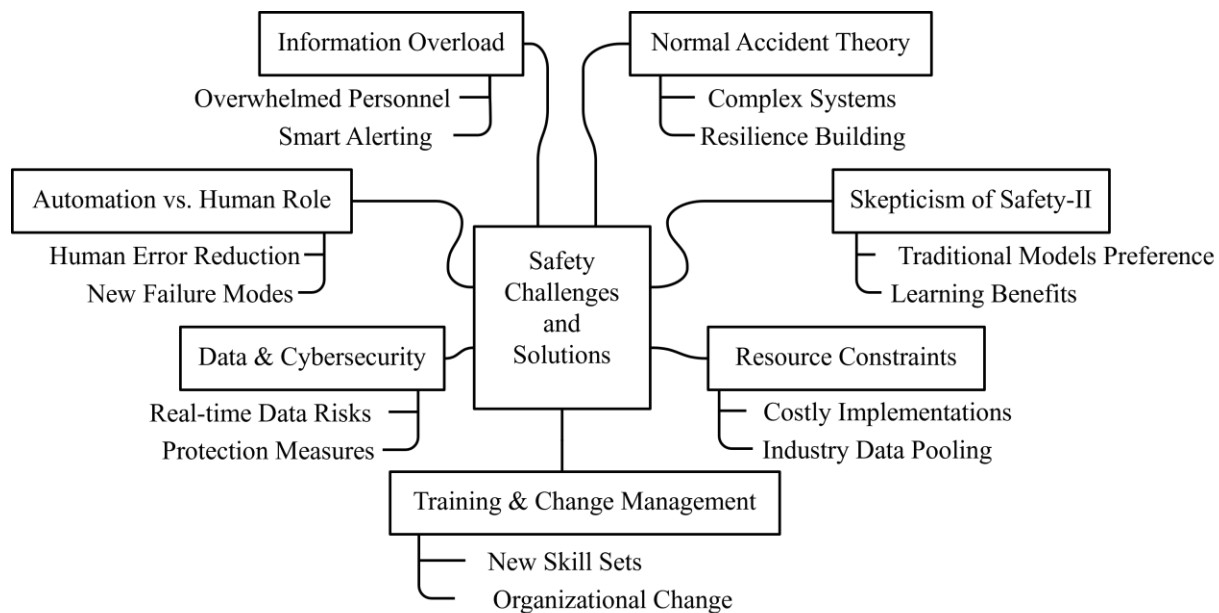 Information Overload
Overwhelmed Personnel
Smart Alerting
Normal Accident Theory
Complex Systems
Resilience Building
Automation vs. Human Role
Human Error Reduction
New Failure Modes
Safety
Challenges
and
Solutions
Skepticism of Safety-II
Traditional Models Preference
Learning Benefits
Data & Cybersecurity
Real-time Data Risks
Protection Measures
Resource Constraints
Costly Implementations
Industry Data Pooling
Training & Change Management
New Skill Sets
Organizational Change